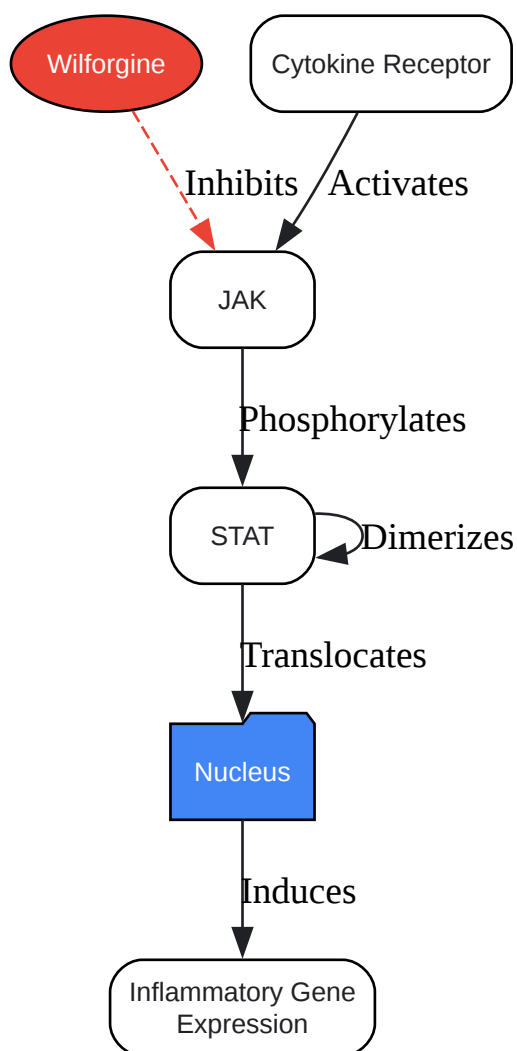 Wilforgine
Cytokine Receptor
Inhibits
Activates
JAK
Phosphorylates
STAT
Dimerizes
Translocates
Nucleus
Induces
Inflammatory Gene
Expression